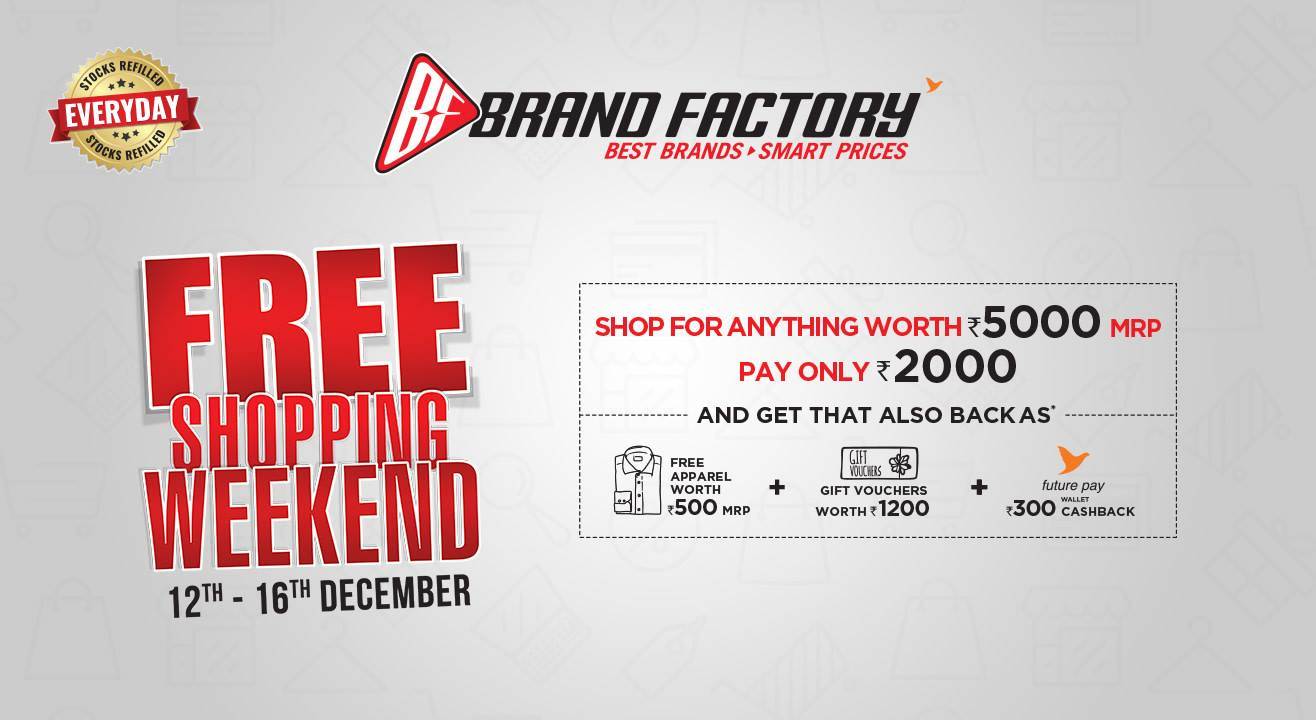 STOCKS REFILLED
EVERYDAY
STOCKS REFILLED
BF BRAND FACTORY
BEST BRANDS ▸ SMART PRICES
FREE
SHOPPING
WEEKEND
12TH - 16TH DECEMBER
SHOP FOR ANYTHING WORTH ₹5000 MRP
PAY ONLY ₹2000
AND GET THAT ALSO BACK AS*
FREE
APPAREL
WORTH
₹500 MRP
+
GIFT
VOUCHERS
GIFT VOUCHERS
WORTH ₹1200
+
future pay
WALLET
₹300 CASHBACK